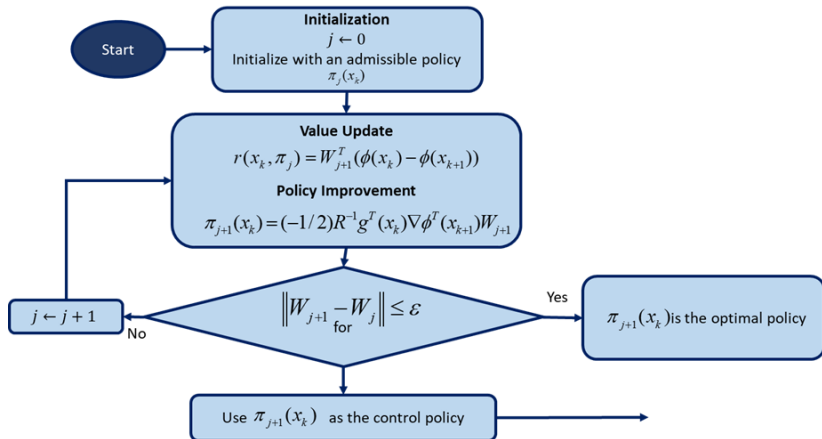 Start
Initialization
j ← 0
Initialize with an admissible policy
π_j(x_k)
Value Update
r(x_k, π_j) = W_{j+1}^T(ϕ(x_k) − ϕ(x_{k+1}))
Policy Improvement
π_{j+1}(x_k) = (−1/2)R^{−1}g^T(x_k)∇ϕ^T(x_{k+1})W_{j+1}
j ← j + 1
No
‖W_{j+1} − W_j‖ ≤ ε
for
Yes
π_{j+1}(x_k) is the optimal policy
Use π_{j+1}(x_k) as the control policy